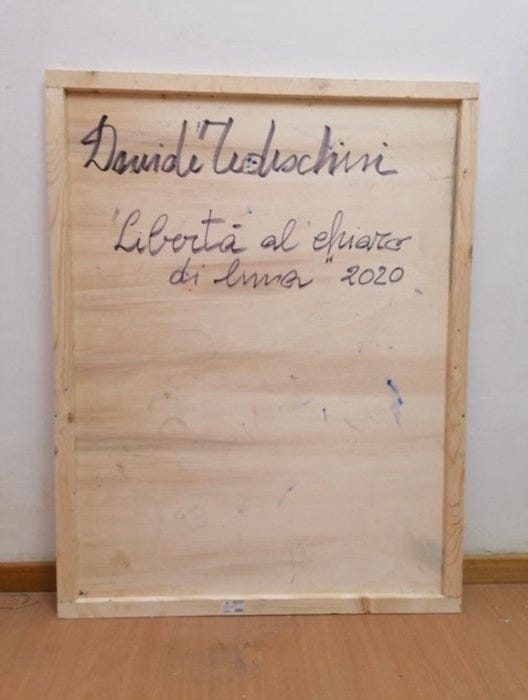 Davide Tedeschini
"Libertà al chiaro
di luna" 2020